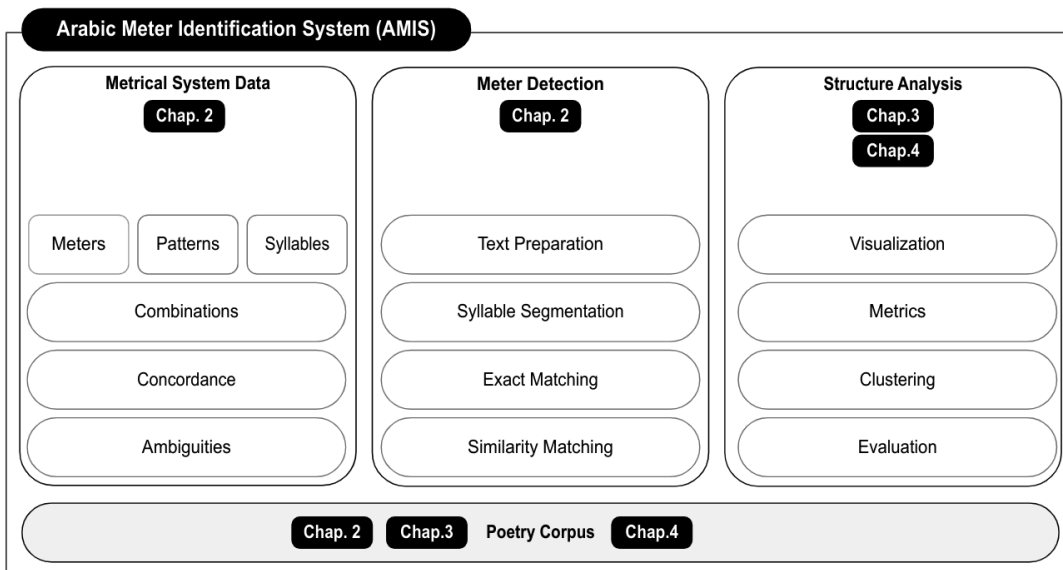 Arabic Meter Identification System (AMIS)
Metrical System Data
Chap. 2
Meters Patterns Syllables
Combinations
Concordance
Ambiguities
Meter Detection
Chap. 2
Text Preparation
Syllable Segmentation
Exact Matching
Similarity Matching
Structure Analysis
Chap.3
Chap.4
Visualization
Metrics
Clustering
Evaluation
Chap. 2 Chap.3 Poetry Corpus Chap.4